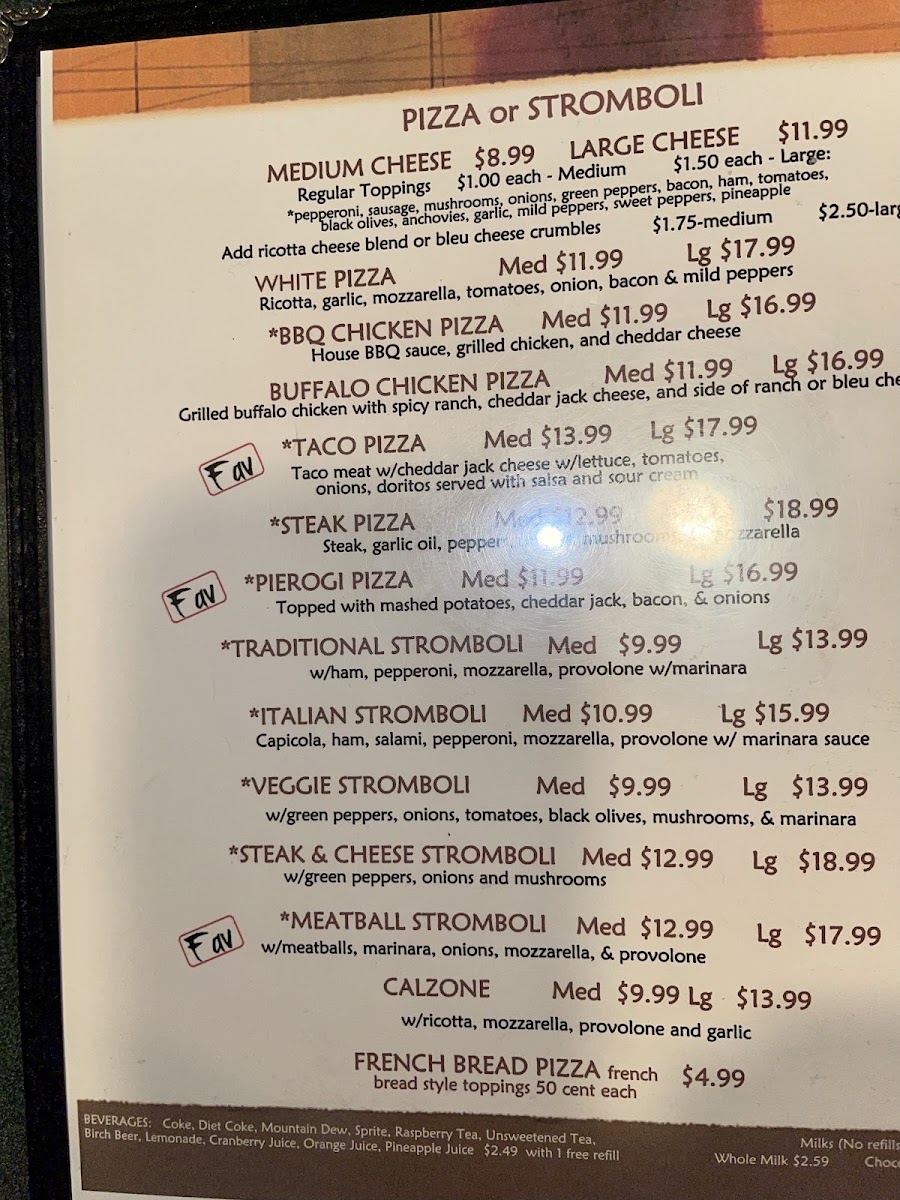 PIZZA or STROMBOLI
MEDIUM CHEESE $8.99 LARGE CHEESE $11.99
Regular Toppings $1.00 each - Medium $1.50 each - Large:
*pepperoni, sausage, mushrooms, onions, green peppers, bacon, ham, tomatoes,
black olives, anchovies, garlic, mild peppers, sweet peppers, pineapple
Add ricotta cheese blend or bleu cheese crumbles $1.75-medium $2.50-larg
WHITE PIZZA Med $11.99 Lg $17.99
Ricotta, garlic, mozzarella, tomatoes, onion, bacon & mild peppers
*BBQ CHICKEN PIZZA Med $11.99 Lg $16.99
House BBQ sauce, grilled chicken, and cheddar cheese
BUFFALO CHICKEN PIZZA Med $11.99 Lg $16.99
Grilled buffalo chicken with spicy ranch, cheddar jack cheese, and side of ranch or bleu che
Fav *TACO PIZZA Med $13.99 Lg $17.99
Taco meat w/cheddar jack cheese w/lettuce, tomatoes,
onions, doritos served with salsa and sour cream
*STEAK PIZZA Med $12.99 $18.99
Steak, garlic oil, pepper mushroom zzarella
Fav *PIEROGI PIZZA Med $11.99 Lg $16.99
Topped with mashed potatoes, cheddar jack, bacon, & onions
*TRADITIONAL STROMBOLI Med $9.99 Lg $13.99
w/ham, pepperoni, mozzarella, provolone w/marinara
*ITALIAN STROMBOLI Med $10.99 Lg $15.99
Capicola, ham, salami, pepperoni, mozzarella, provolone w/ marinara sauce
*VEGGIE STROMBOLI Med $9.99 Lg $13.99
w/green peppers, onions, tomatoes, black olives, mushrooms, & marinara
*STEAK & CHEESE STROMBOLI Med $12.99 Lg $18.99
w/green peppers, onions and mushrooms
Fav *MEATBALL STROMBOLI Med $12.99 Lg $17.99
w/meatballs, marinara, onions, mozzarella, & provolone
CALZONE Med $9.99 Lg $13.99
w/ricotta, mozzarella, provolone and garlic
FRENCH BREAD PIZZA french $4.99
bread style toppings 50 cent each
BEVERAGES: Coke, Diet Coke, Mountain Dew, Sprite, Raspberry Tea, Unsweetened Tea,
Birch Beer, Lemonade, Cranberry Juice, Orange Juice, Pineapple Juice $2.49 with 1 free refill
Milks (No refills
Whole Milk $2.59 Choc